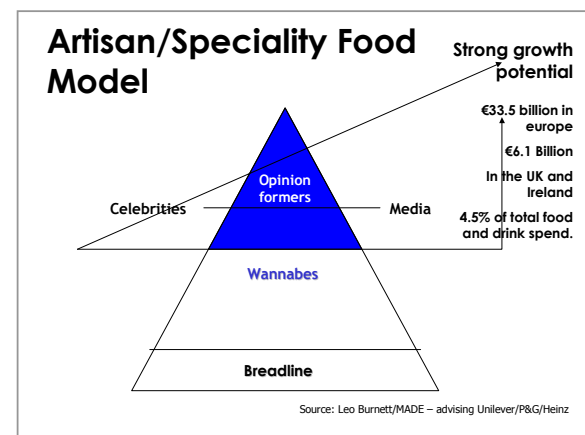 Artisan/Speciality Food
Model
Strong growth
potential
€33.5 billion in
europe
€6.1 Billion
In the UK and
Ireland
4.5% of total food
and drink spend.
Opinion
formers
Celebrities
Media
Wannabes
Breadline
Source: Leo Burnett/MADE – advising Unilever/P&G/Heinz